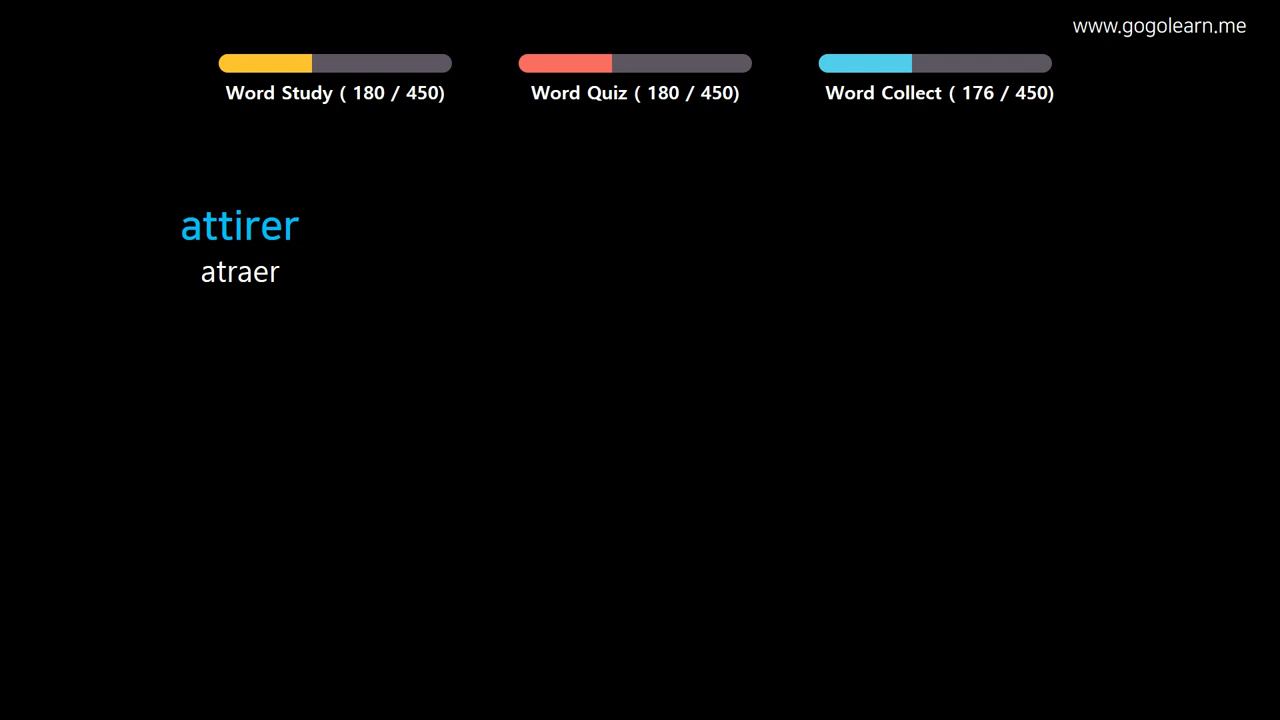 www.gogolearn.me
Word Study ( 180 / 450)
Word Quiz ( 180 / 450)
Word Collect ( 176 / 450)
attirer
atraer